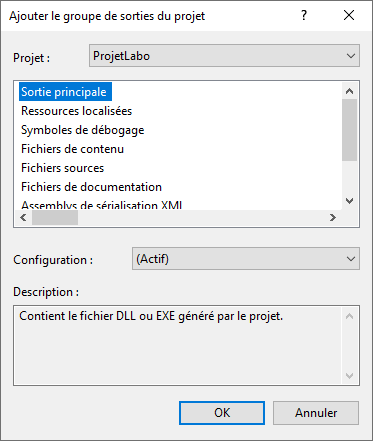 Ajouter le groupe de sorties du projet
Projet :
ProjetLabo
Sortie principale
Ressources localisées
Symboles de débogage
Fichiers de contenu
Fichiers sources
Fichiers de documentation
Assemblys de sérialisation XML
Configuration :
(Actif)
Description :
Contient le fichier DLL ou EXE généré par le projet.
OK
Annuler